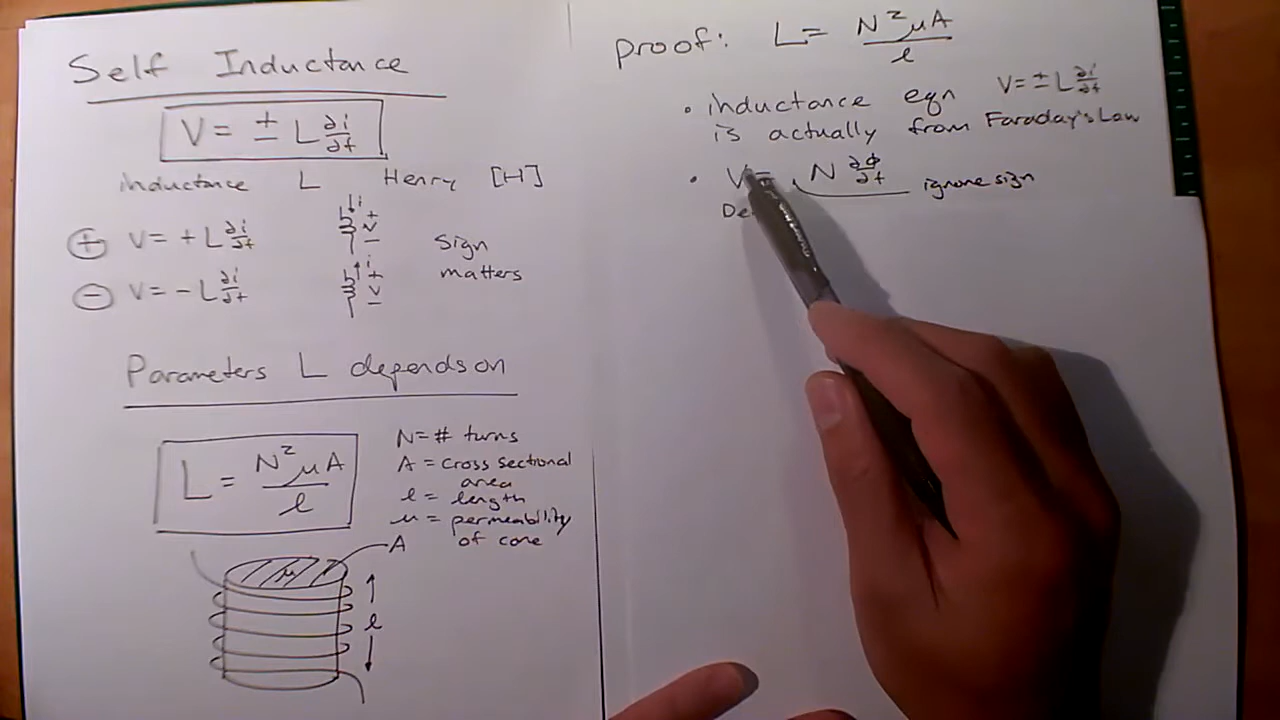 Self Inductance
V = ± L ∂i/∂t
inductance L Henry [H]
⊕ V = + L ∂i/∂t i + V −
⊖ V = − L ∂i/∂t i + V −
Sign
matters
Parameters L depends on
L = N²μA/ℓ
N = # turns
A = cross sectional
area
ℓ = length
μ = permeability
of core
A
μ
ℓ
proof: L = N²μA/ℓ
• inductance eqn V = ± L ∂i/∂t
is actually from Faraday's Law
• V = N ∂ϕ/∂t ignore sign